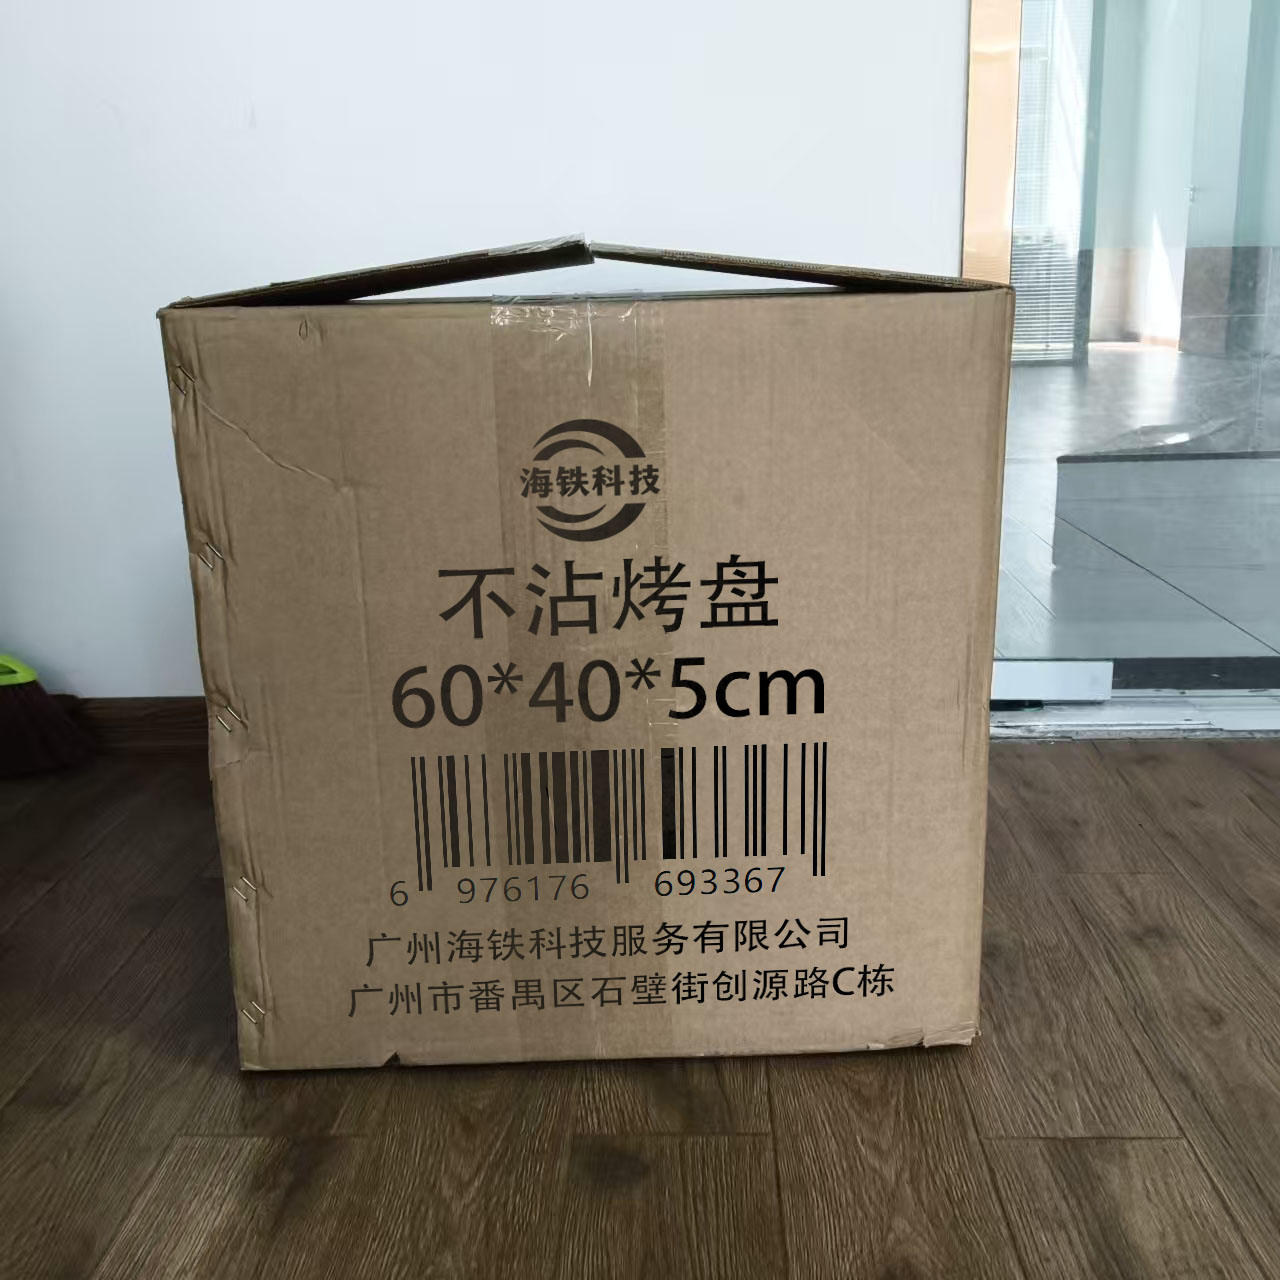 海铁科技
不沾烤盘
60*40*5cm
6 976176 693367
广州海铁科技服务有限公司
广州市番禺区石壁街创源路C栋